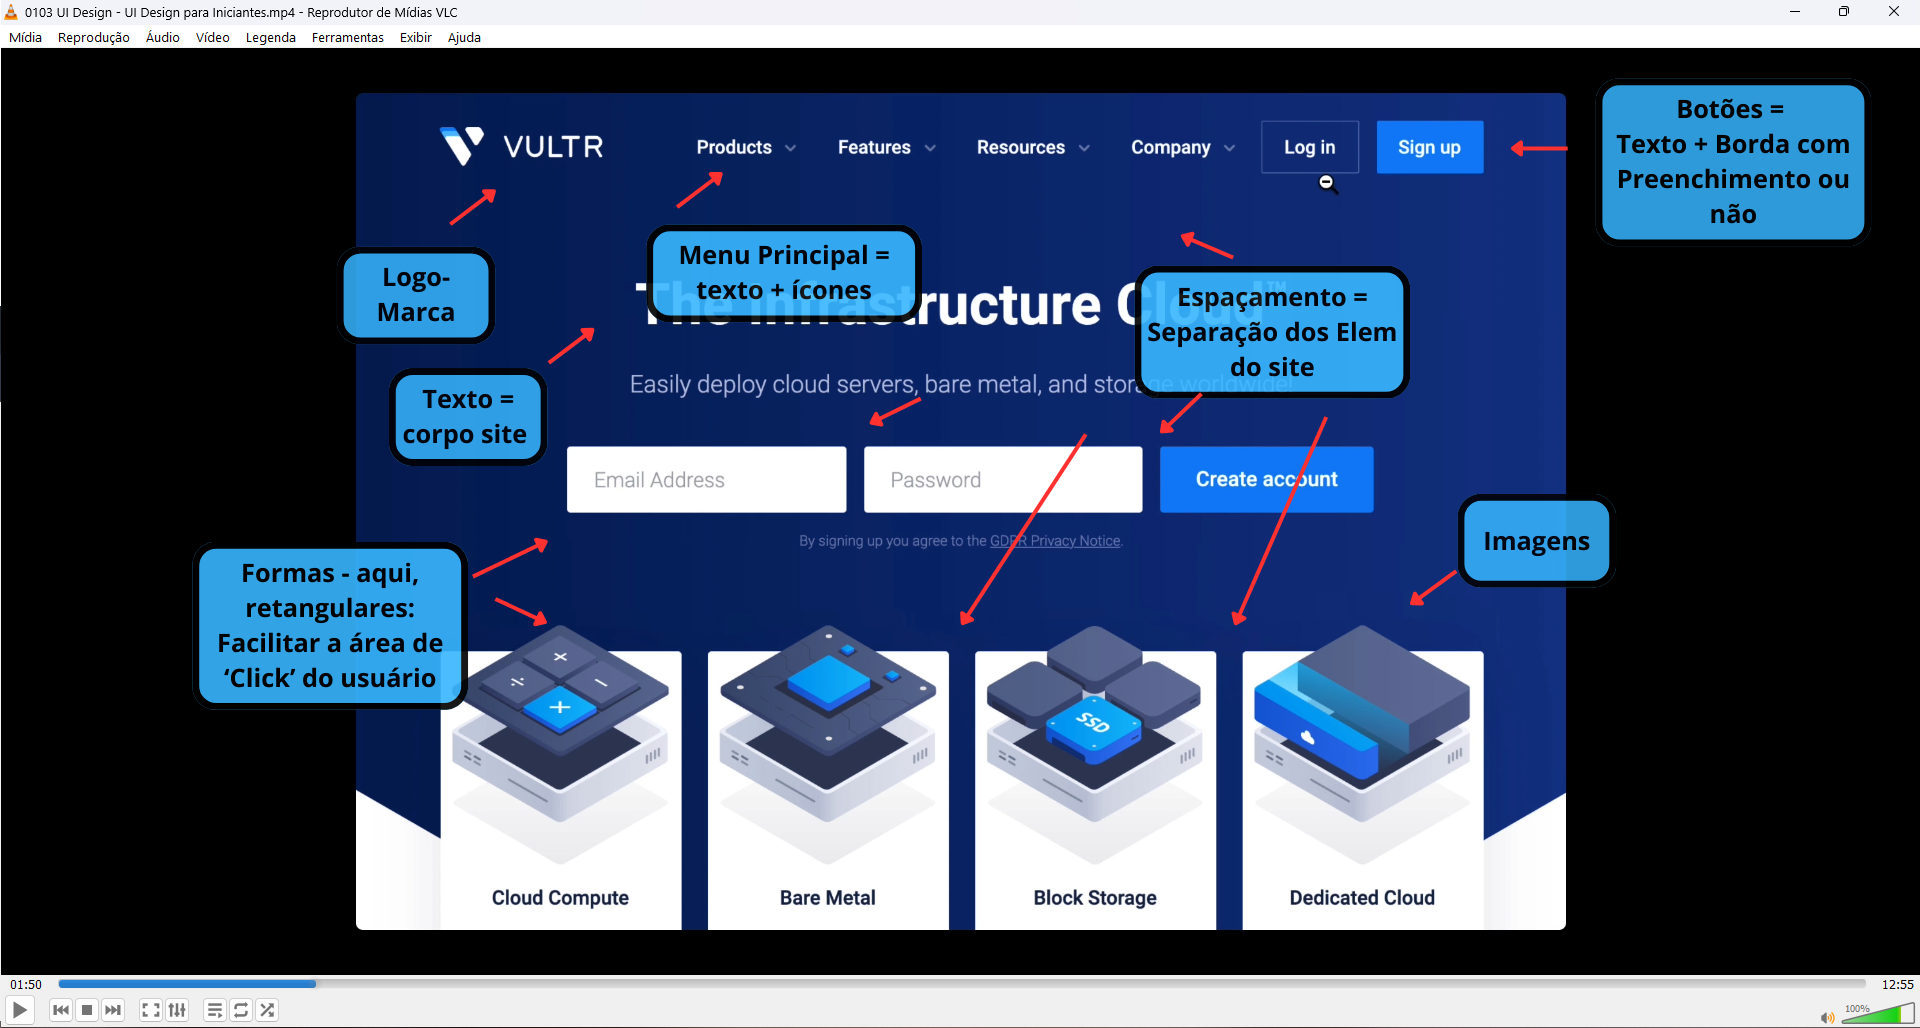 0103 UI Design - UI Design para Iniciantes.mp4 - Reprodutor de Mídias VLC
Mídia Reprodução Áudio Vídeo Legenda Ferramentas Exibir Ajuda
VULTR
Products Features Resources Company Log in Sign up
Botões =
Texto + Borda com
Preenchimento ou
não
Logo-
Marca
Menu Principal =
texto + ícones
The Infrastructure Cloud™
Espaçamento =
Separação dos Elem
do site
Texto =
corpo site
Easily deploy cloud servers, bare metal, and storage worldwide!
Email Address Password Create account
By signing up you agree to the GDPR Privacy Notice.
Imagens
Formas - aqui,
retangulares:
Facilitar a área de
‘Click’ do usuário
SSD
Cloud Compute Bare Metal Block Storage Dedicated Cloud
01:50 12:55
100%